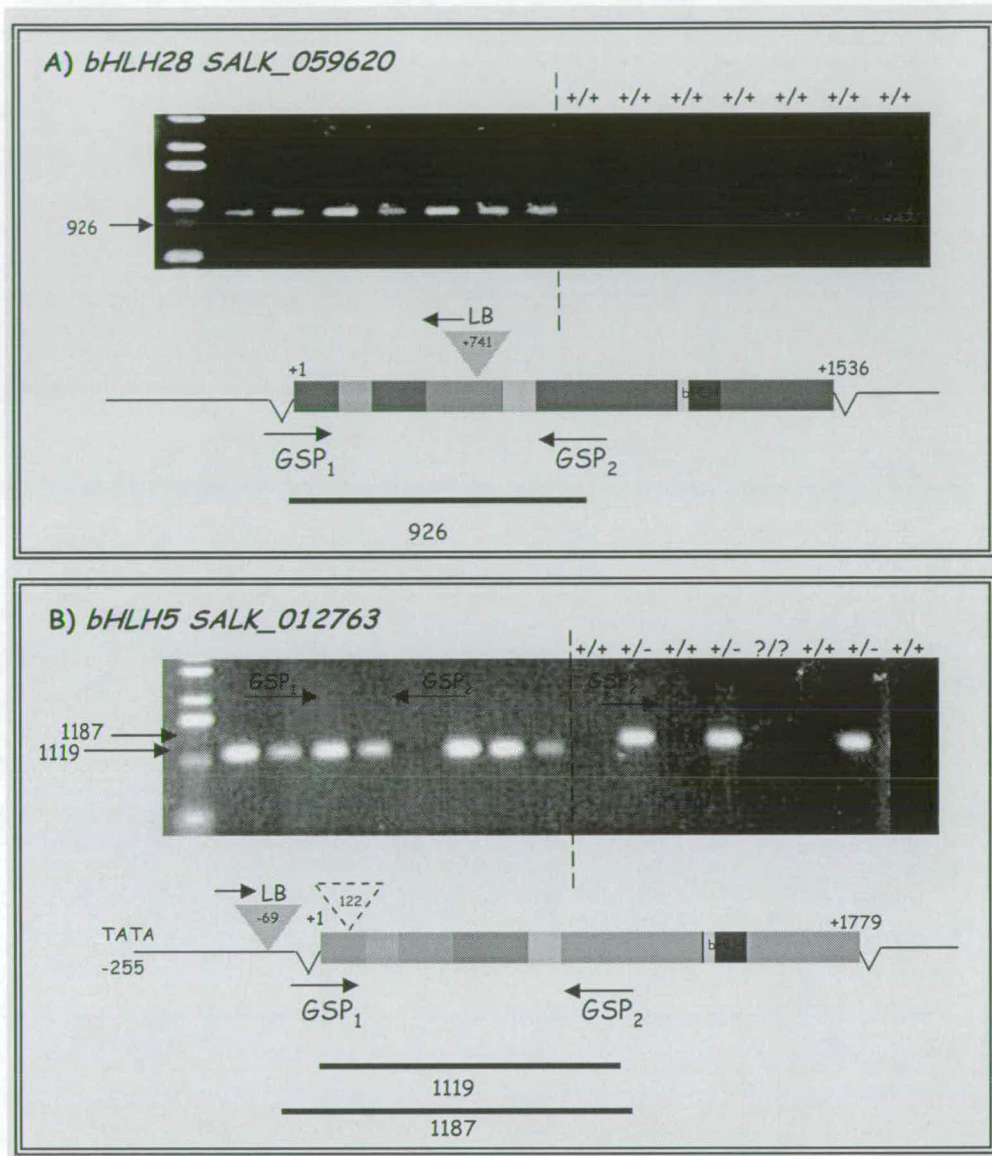 A) bHLH28 SALK_059620
+/+ +/+ +/+ +/+ +/+ +/+ +/+
926
LB
+741
+1
+1536
GSP1 GSP2
926
B) bHLH5 SALK_012763
+/+ +/- +/+ +/- ?/? +/+ +/- +/+
GSP1 GSP2 GSP2
1187
1119
LB
-69
+1
122
+1779
TATA
-255
GSP1 GSP2
1119
1187